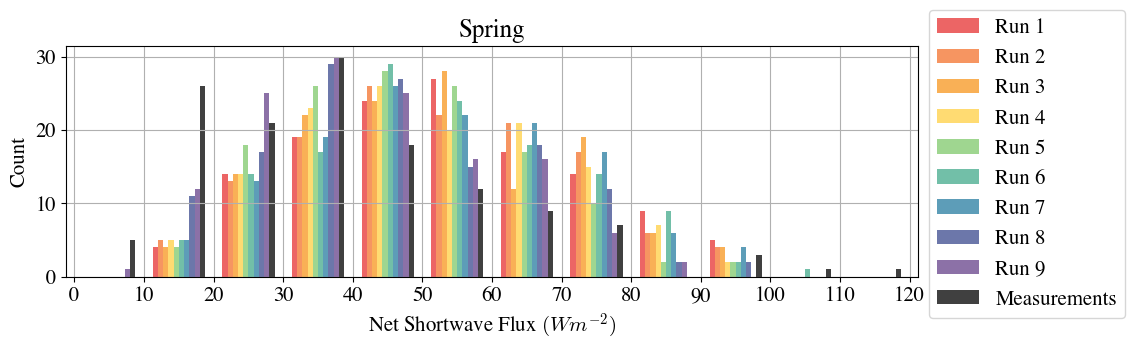 Spring
30
20
10
0
Count
0 10 20 30 40 50 60 70 80 90 100 110 120
Net Shortwave Flux (Wm⁻²)
Run 1
Run 2
Run 3
Run 4
Run 5
Run 6
Run 7
Run 8
Run 9
Measurements